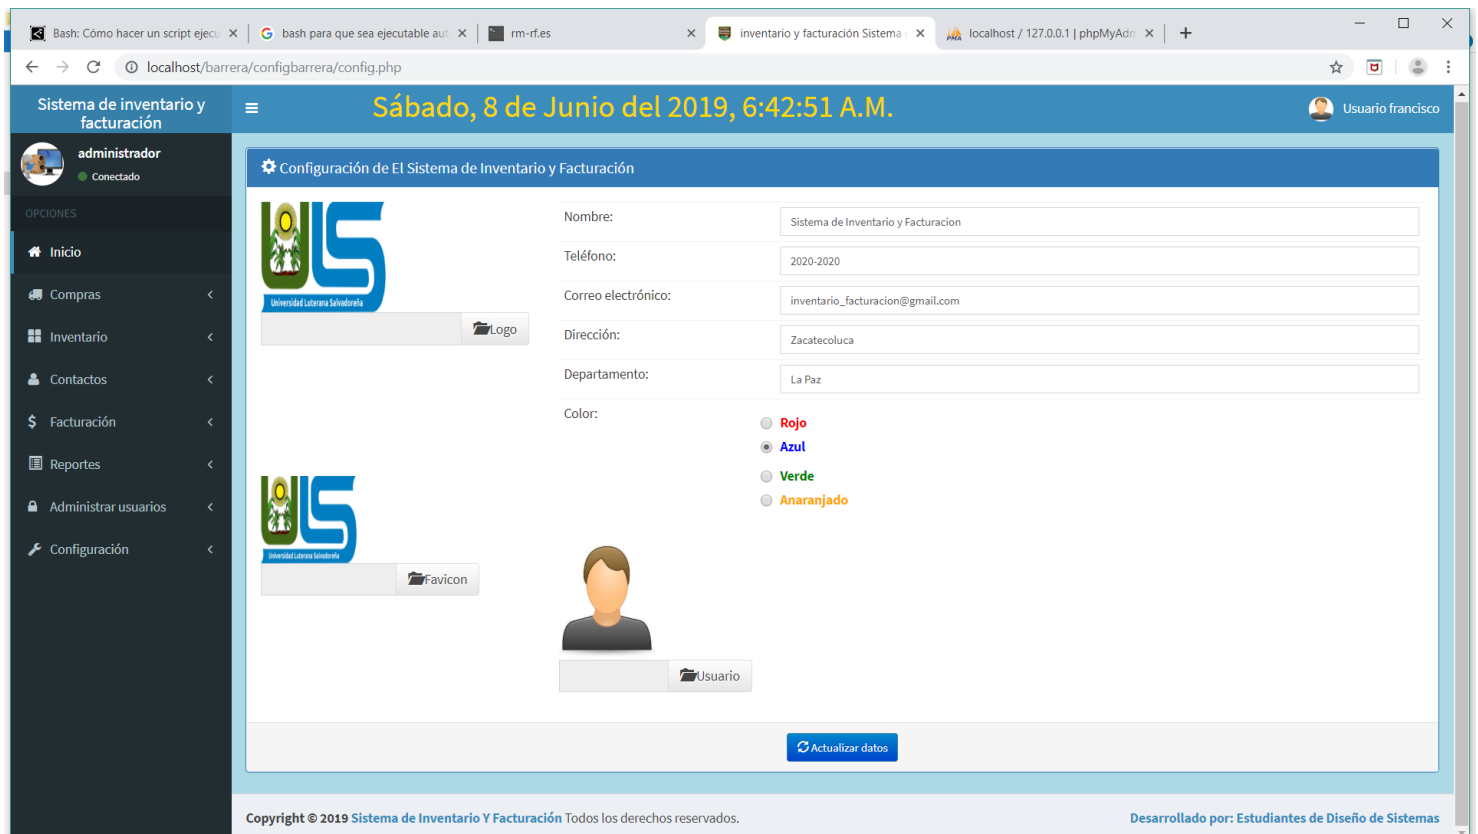 Bash: Cómo hacer un script ejecu
bash para que sea ejecutable aut
rm-rf.es
inventario y facturación Sistema
localhost / 127.0.0.1 | phpMyAdm
localhost/barrera/configbarrera/config.php
Sistema de inventario y
facturación
Sábado, 8 de Junio del 2019, 6:42:51 A.M.
Usuario francisco
administrador
Conectado
OPCIONES
Inicio
Compras
Inventario
Contactos
Facturación
Reportes
Administrar usuarios
Configuración
Configuración de El Sistema de Inventario y Facturación
Universidad Luterana Salvadoreña
Logo
Nombre:
Sistema de Inventario y Facturacion
Teléfono:
2020-2020
Correo electrónico:
inventario_facturacion@gmail.com
Dirección:
Zacatecoluca
Departamento:
La Paz
Color:
Rojo
Azul
Verde
Anaranjado
Universidad Luterana Salvadoreña
Favicon
Usuario
Actualizar datos
Copyright © 2019 Sistema de Inventario Y Facturación Todos los derechos reservados.
Desarrollado por: Estudiantes de Diseño de Sistemas